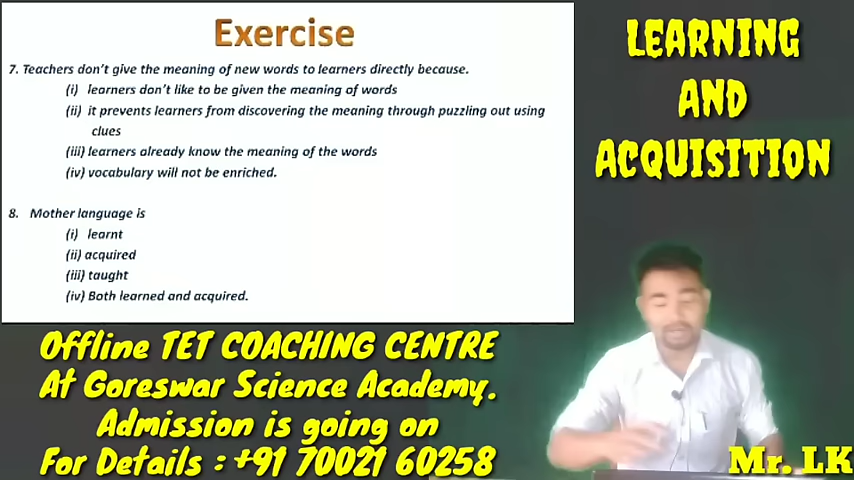 Exercise
7. Teachers don't give the meaning of new words to learners directly because.
(i) learners don't like to be given the meaning of words
(ii) it prevents learners from discovering the meaning through puzzling out using
clues
(iii) learners already know the meaning of the words
(iv) vocabulary will not be enriched.
8. Mother language is
(i) learnt
(ii) acquired
(iii) taught
(iv) Both learned and acquired.
LEARNING
AND
ACQUISITION
Offline TET COACHING CENTRE
At Goreswar Science Academy.
Admission is going on
For Details : +91 70021 60258
Mr. LK